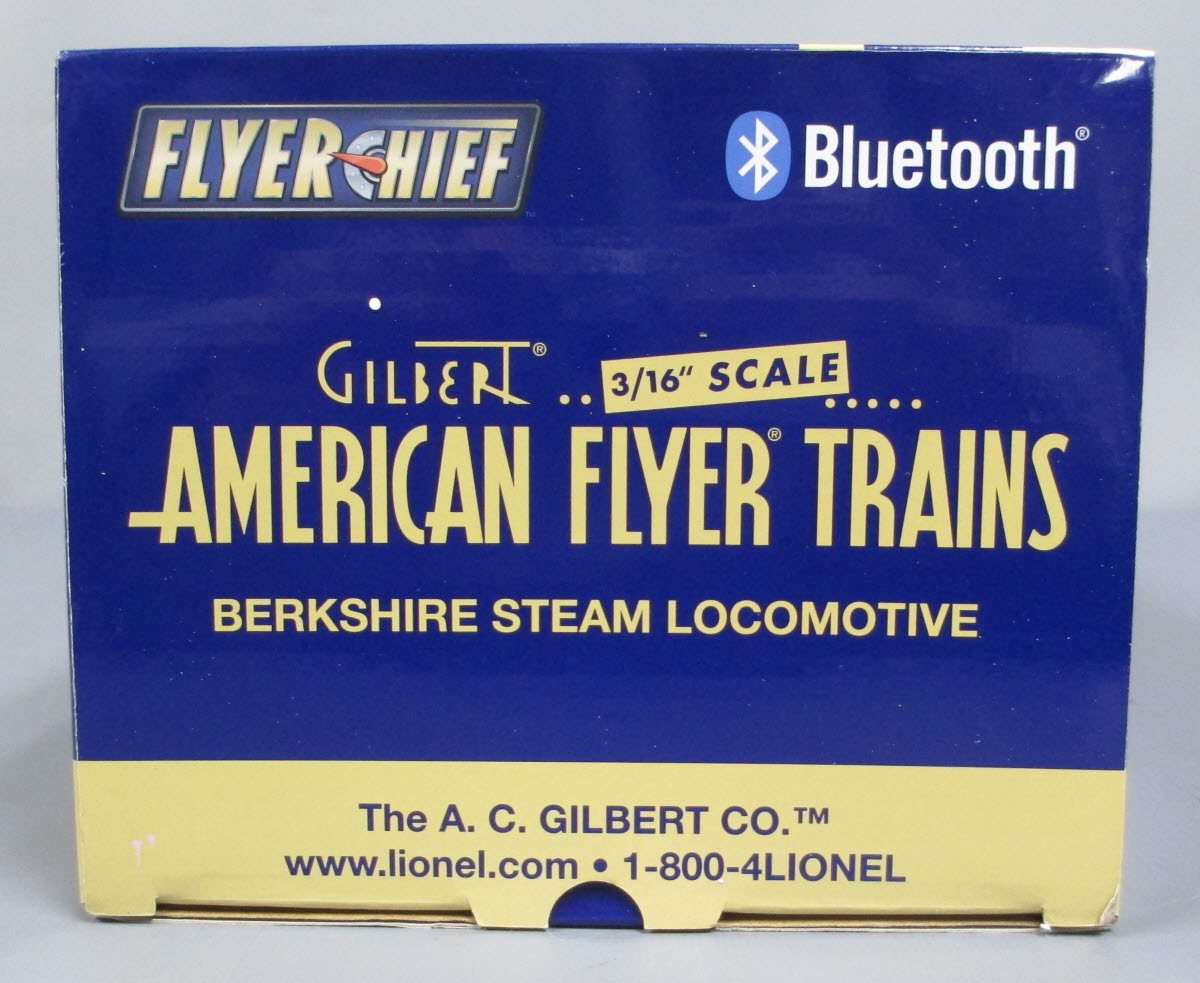 FLYERCHIEF™
Bluetooth®
GILBERT® .. 3/16" SCALE .....
AMERICAN FLYER® TRAINS
BERKSHIRE STEAM LOCOMOTIVE
The A. C. GILBERT CO.™
www.lionel.com • 1-800-4LIONEL